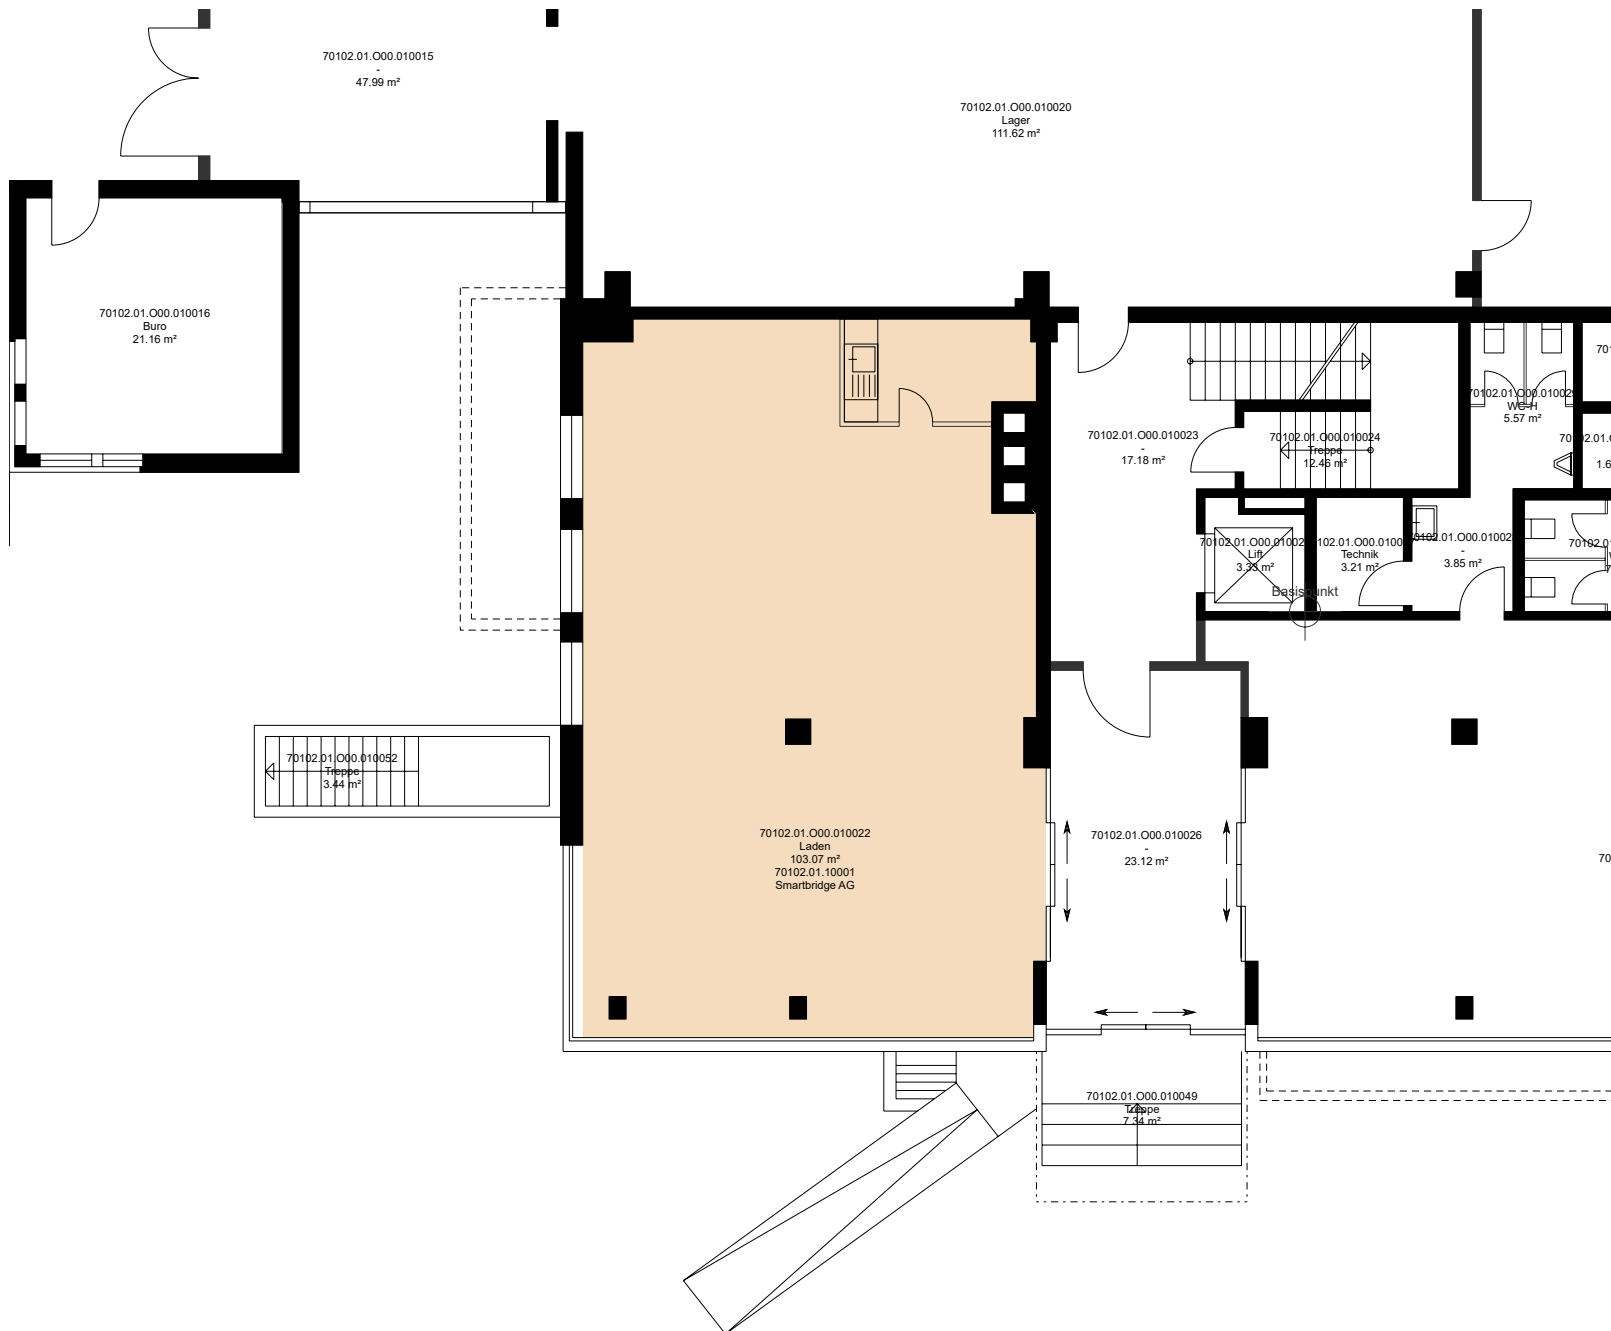 70102.01.O00.010015
-
47.99 m²
70102.01.O00.010020
Lager
111.62 m²
70102.01.O00.010016
Buro
21.16 m²
70102.01.O00.010023
-
17.18 m²
70102.01.O00.010024
Treppe
12.46 m²
WC-H
5.57 m²
Lift
3.33 m²
Technik
3.21 m²
-
3.85 m²
Basispunkt
70102.01.O00.010052
Treppe
3.44 m²
70102.01.O00.010022
Laden
103.07 m²
70102.01.10001
Smartbridge AG
70102.01.O00.010026
-
23.12 m²
70102.01.O00.010049
Treppe
7.34 m²